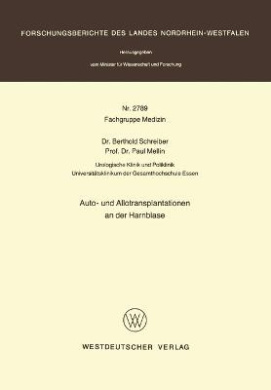 FORSCHUNGSBERICHTE DES LANDES NORDRHEIN-WESTFALEN
Herausgegeben
vom Minister für Wissenschaft und Forschung
Nr. 2789
Fachgruppe Medizin
Dr. Berthold Schreiber
Prof. Dr. Paul Mellin
Urologische Klinik und Poliklinik
Universitätsklinikum der Gesamthochschule Essen
Auto- und Allotransplantationen
an der Harnblase
WESTDEUTSCHER VERLAG